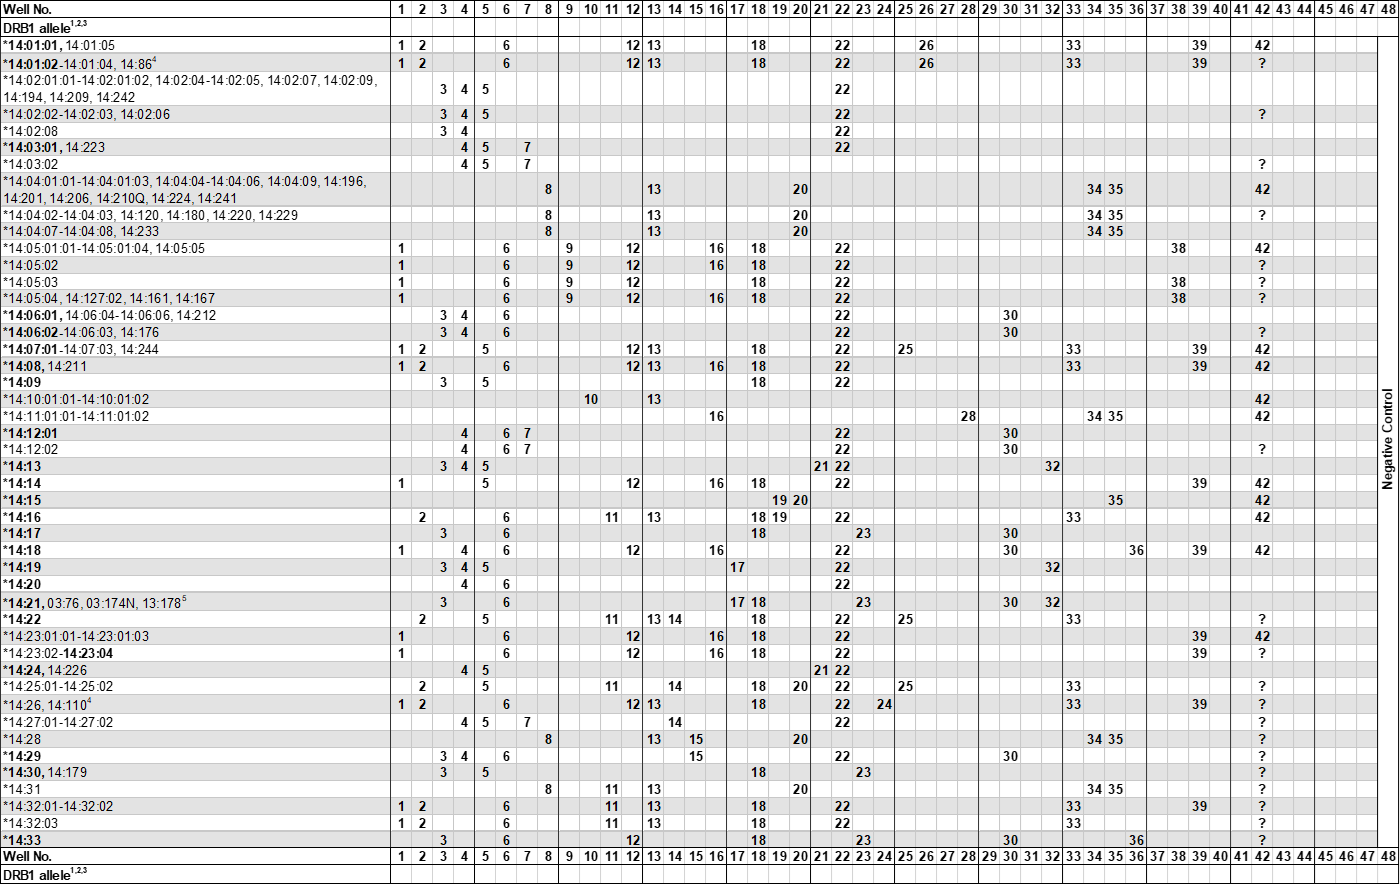 Well No. 1 2 3 4 5 6 7 8 9 10 11 12 13 14 15 16 17 18 19 20 21 22 23 24 25 26 27 28 29 30 31 32 33 34 35 36 37 38 39 40 41 42 43 44 45 46 47 48
DRB1 allele1,2,3
*14:01:01, 14:01:05 1 2 6 12 13 18 22 26 33 39 42
*14:01:02-14:01:04, 14:864 1 2 6 12 13 18 22 26 33 39 ?
*14:02:01:01-14:02:01:02, 14:02:04-14:02:05, 14:02:07, 14:02:09,
14:194, 14:209, 14:242 3 4 5 22
*14:02:02-14:02:03, 14:02:06 3 4 5 22 ?
*14:02:08 3 4 22
*14:03:01, 14:223 4 5 7 22
*14:03:02 4 5 7 ?
*14:04:01:01-14:04:01:03, 14:04:04-14:04:06, 14:04:09, 14:196,
14:201, 14:206, 14:210Q, 14:224, 14:241 8 13 20 34 35 42
*14:04:02-14:04:03, 14:120, 14:180, 14:220, 14:229 8 13 20 34 35 ?
*14:04:07-14:04:08, 14:233 8 13 20 34 35
*14:05:01:01-14:05:01:04, 14:05:05 1 6 9 12 16 18 22 38 42
*14:05:02 1 6 9 12 16 18 22 ?
*14:05:03 1 6 9 12 18 22 38 ?
*14:05:04, 14:127:02, 14:161, 14:167 1 6 9 12 16 18 22 38 ?
*14:06:01, 14:06:04-14:06:06, 14:212 3 4 6 22 30
*14:06:02-14:06:03, 14:176 3 4 6 22 30 ?
*14:07:01-14:07:03, 14:244 1 2 5 12 13 18 22 25 33 39 42
*14:08, 14:211 1 2 6 12 13 16 18 22 33 39 42
*14:09 3 5 18 22
*14:10:01:01-14:10:01:02 10 13 42
*14:11:01:01-14:11:01:02 16 28 34 35 42
*14:12:01 4 6 7 22 30
*14:12:02 4 6 7 22 30 ?
*14:13 3 4 5 21 22 32
*14:14 1 5 12 16 18 22 39 42
*14:15 19 20 35 42
*14:16 2 6 11 13 18 19 22 33 42
*14:17 3 6 18 23 30
*14:18 1 4 6 12 16 22 30 36 39 42
*14:19 3 4 5 17 22 32
*14:20 4 6 22
*14:21, 03:76, 03:174N, 13:1785 3 6 17 18 23 30 32
*14:22 2 5 11 13 14 18 22 25 33 ?
*14:23:01:01-14:23:01:03 1 6 12 16 18 22 39 42
*14:23:02-14:23:04 1 6 12 16 18 22 39 ?
*14:24, 14:226 4 5 21 22
*14:25:01-14:25:02 2 5 11 14 18 20 22 25 33 ?
*14:26, 14:1104 1 2 6 12 13 18 22 24 33 39 ?
*14:27:01-14:27:02 4 5 7 14 22 ?
*14:28 8 13 15 20 34 35 ?
*14:29 3 4 6 15 22 30 ?
*14:30, 14:179 3 5 18 23 ?
*14:31 8 11 13 20 34 35 ?
*14:32:01-14:32:02 1 2 6 11 13 18 22 33 39 ?
*14:32:03 1 2 6 11 13 18 22 33 ?
*14:33 3 6 12 18 23 30 36 ?
Negative Control
Well No. 1 2 3 4 5 6 7 8 9 10 11 12 13 14 15 16 17 18 19 20 21 22 23 24 25 26 27 28 29 30 31 32 33 34 35 36 37 38 39 40 41 42 43 44 45 46 47 48
DRB1 allele1,2,3